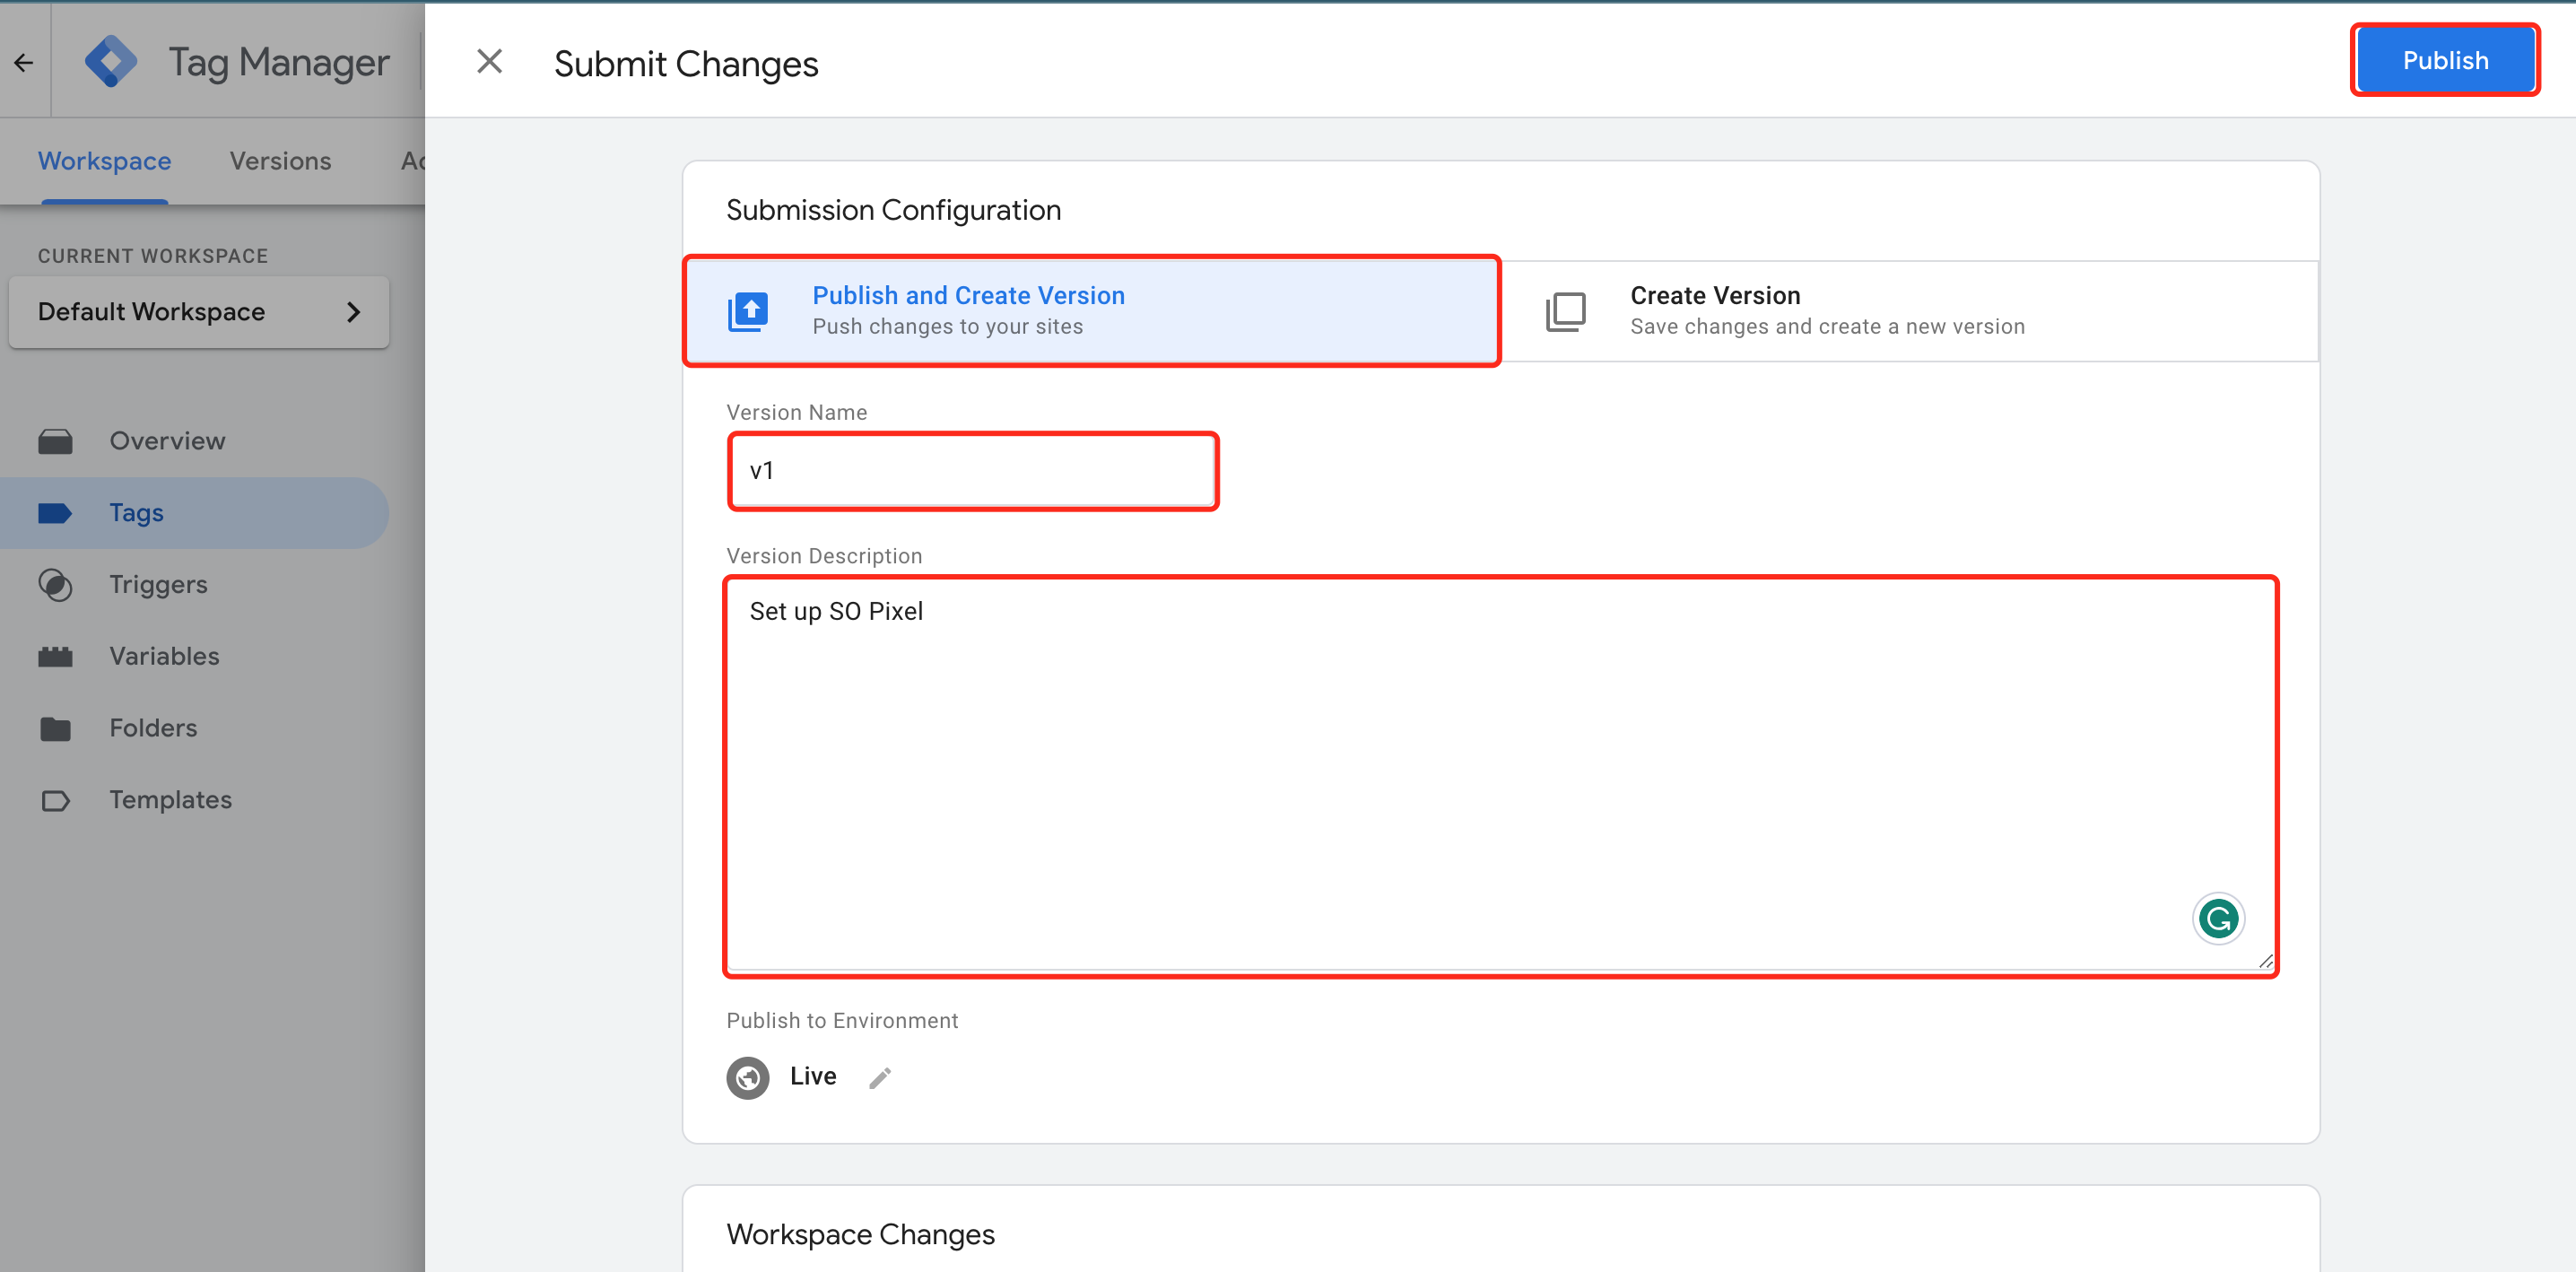 Tag Manager
Submit Changes
Publish
Workspace
Versions
CURRENT WORKSPACE
Default Workspace
Overview
Tags
Triggers
Variables
Folders
Templates
Submission Configuration
Publish and Create Version
Push changes to your sites
Create Version
Save changes and create a new version
Version Name
v1
Version Description
Set up SO Pixel
Publish to Environment
Live
Workspace Changes